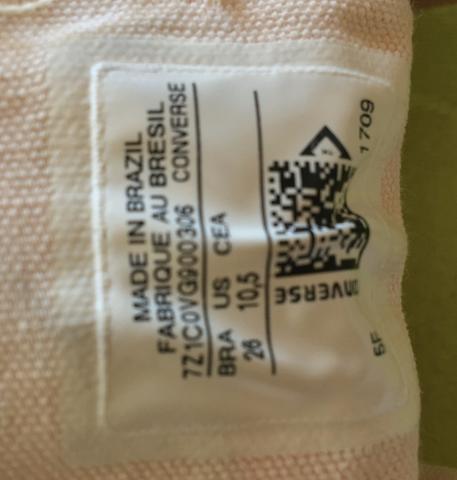 MADE IN BRAZIL
FABRIQUE AU BRESIL
7Z1C0VG900306 CONVERSE
BRA US CEA
26 10,5
1709